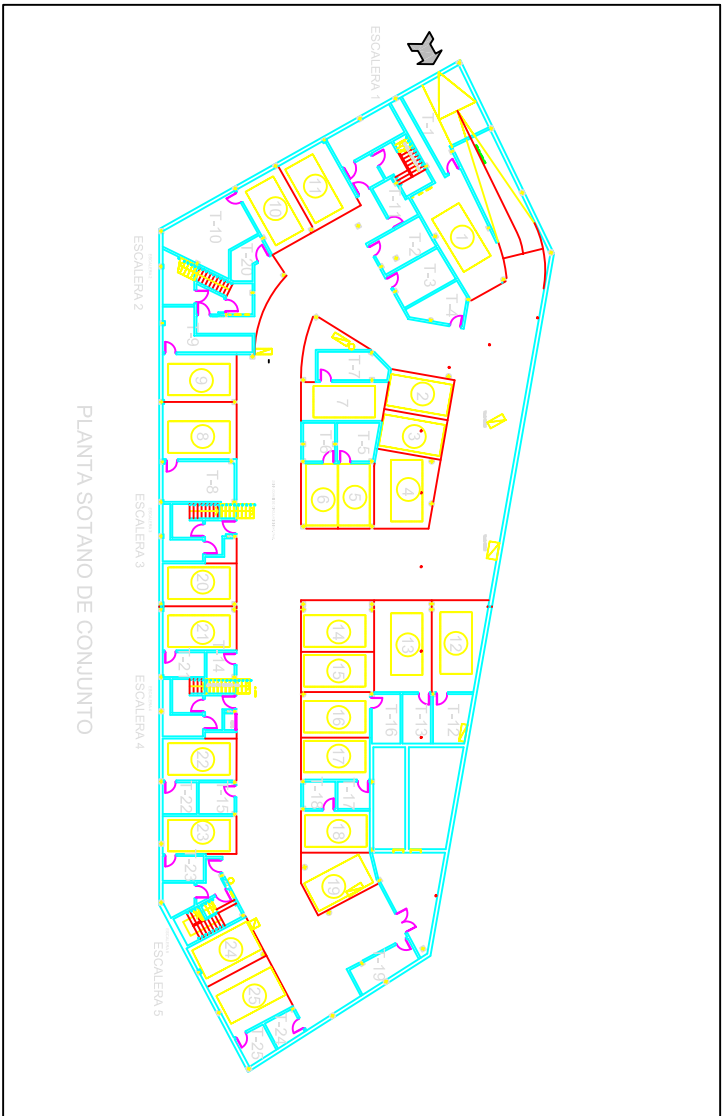 ESCALERA 1
T-1
T-1
1
11
10
T-2
T-3
T-4
T-10
T-20
ESCALERA 2
T-9
T-7
9
7
2
3
8
T-6
T-5
4
6
5
T-8
ESCALERA 3
PLANTA SOTANO DE CONJUNTO
20
21
14
15
13
12
T-14
ESCALERA 4
16
T-16
T-13
T-12
22
17
T-22
T-15
T-18
T-17
23
18
-23
19
ESCALERA 5
24
25
T-19
T-24
T-25